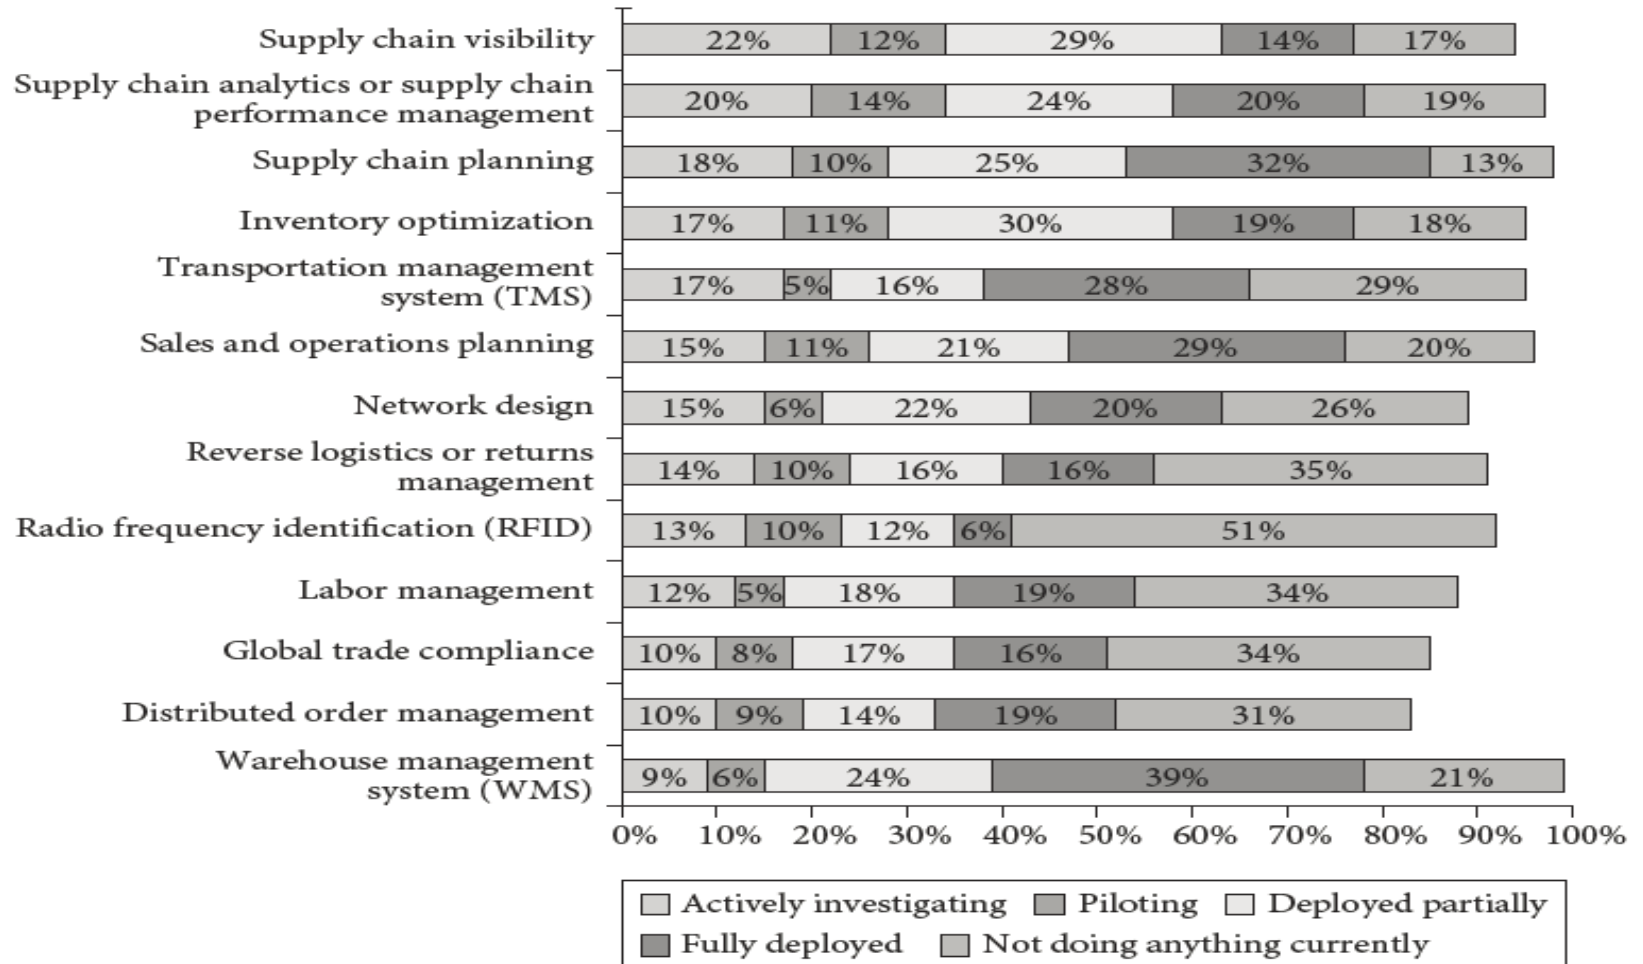 Supply chain visibility
22% 12% 29% 14% 17%
Supply chain analytics or supply chain
performance management
20% 14% 24% 20% 19%
Supply chain planning
18% 10% 25% 32% 13%
Inventory optimization
17% 11% 30% 19% 18%
Transportation management
system (TMS)
17% 5% 16% 28% 29%
Sales and operations planning
15% 11% 21% 29% 20%
Network design
15% 6% 22% 20% 26%
Reverse logistics or returns
management
14% 10% 16% 16% 35%
Radio frequency identification (RFID)
13% 10% 12% 6% 51%
Labor management
12% 5% 18% 19% 34%
Global trade compliance
10% 8% 17% 16% 34%
Distributed order management
10% 9% 14% 19% 31%
Warehouse management
system (WMS)
9% 6% 24% 39% 21%
0% 10% 20% 30% 40% 50% 60% 70% 80% 90% 100%
Actively investigating Piloting Deployed partially
Fully deployed Not doing anything currently